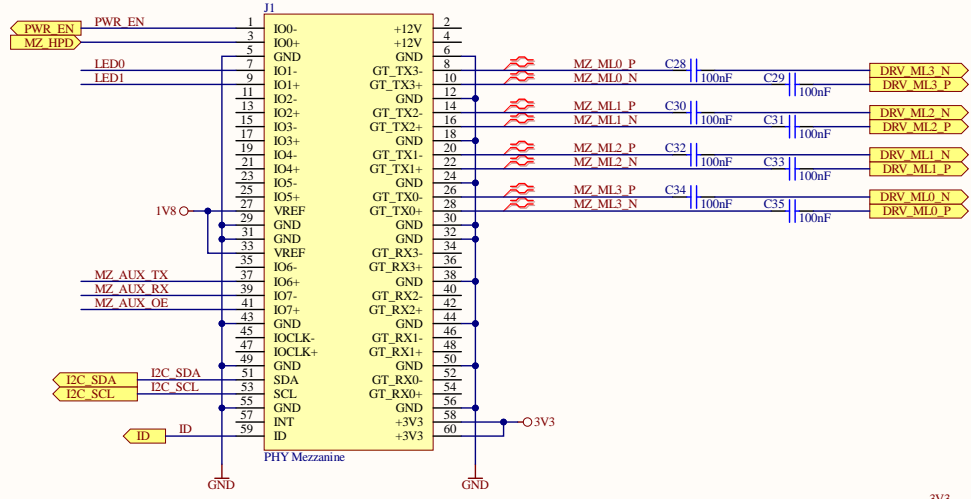 J1
PWR_EN PWR_EN 1 IO0- +12V 2
MZ_HPD 3 IO0+ +12V 4
5 GND GND 6
LED0 7 IO1- GT_TX3- 8 MZ_ML0_P C28 100nF DRV_ML3_N
LED1 9 IO1+ GT_TX3+ 10 MZ_ML0_N C29 100nF DRV_ML3_P
11 IO2- GND 12
13 IO2+ GT_TX2- 14 MZ_ML1_P C30 100nF DRV_ML2_N
15 IO3- GT_TX2+ 16 MZ_ML1_N C31 100nF DRV_ML2_P
17 IO3+ GND 18
19 IO4- GT_TX1- 20 MZ_ML2_P C32 100nF DRV_ML1_N
21 IO4+ GT_TX1+ 22 MZ_ML2_N C33 100nF DRV_ML1_P
23 IO5- GND 24
25 IO5+ GT_TX0- 26 MZ_ML3_P C34 100nF DRV_ML0_N
1V8 27 VREF GT_TX0+ 28 MZ_ML3_N C35 100nF DRV_ML0_P
29 GND GND 30
31 GND GND 32
33 VREF GT_RX3- 34
35 IO6- GT_RX3+ 36
MZ_AUX_TX 37 IO6+ GND 38
MZ_AUX_RX 39 IO7- GT_RX2- 40
MZ_AUX_OE 41 IO7+ GT_RX2+ 42
43 GND GND 44
45 IOCLK- GT_RX1- 46
47 IOCLK+ GT_RX1+ 48
49 GND GND 50
I2C_SDA I2C_SDA 51 SDA GT_RX0- 52
I2C_SCL I2C_SCL 53 SCL GT_RX0+ 54
55 GND GND 56
57 INT +3V3 58 3V3
ID ID 59 ID +3V3 60
PHY Mezzanine
GND GND
3V3